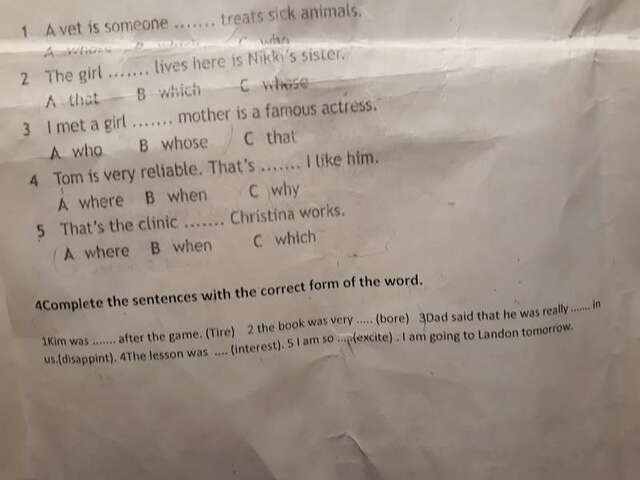 1 A vet is someone ....... treats sick animals.
A whose B which C who
2 The girl ....... lives here is Nikki's sister.
A that B which C whose
3 I met a girl ....... mother is a famous actress.
A who B whose C that
4 Tom is very reliable. That's ....... I like him.
A where B when C why
5 That's the clinic ....... Christina works.
A where B when C which
4Complete the sentences with the correct form of the word.
1Kim was ....... after the game. (Tire) 2 the book was very ..... (bore) 3Dad said that he was really ....... in
us.(disappint). 4The lesson was .... (interest). 5 I am so .....(excite) . I am going to Landon tomorrow.